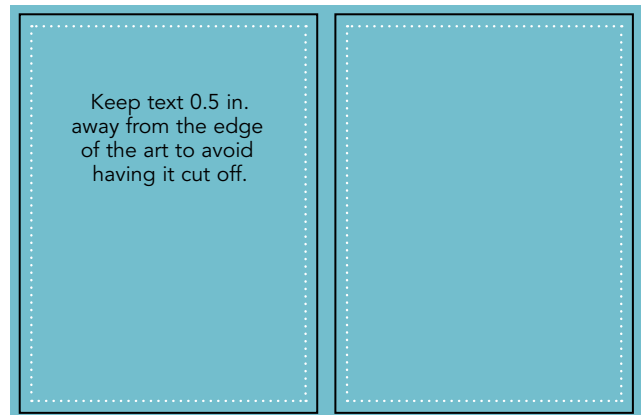 Keep text 0.5 in.
away from the edge
of the art to avoid
having it cut off.